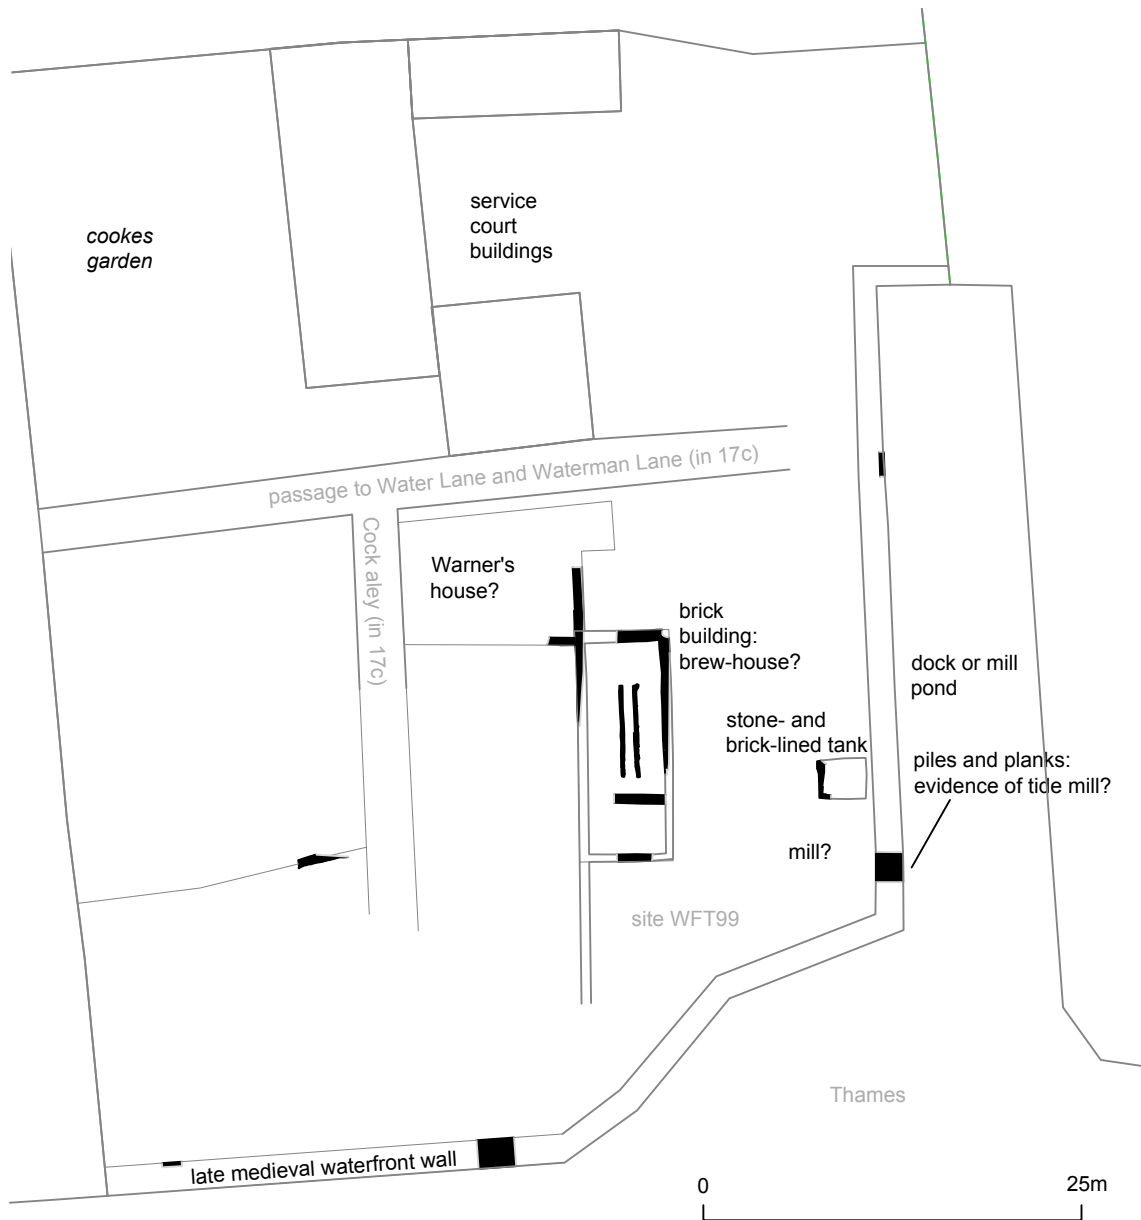 cookes
garden
service
court
buildings
passage to Water Lane and Waterman Lane (in 17c)
Cock aley (in 17c)
Warner's
house?
brick
building:
brew-house?
dock or mill
pond
stone- and
brick-lined tank
piles and planks:
evidence of tide mill?
mill?
site WFT99
Thames
late medieval waterfront wall
0
25m